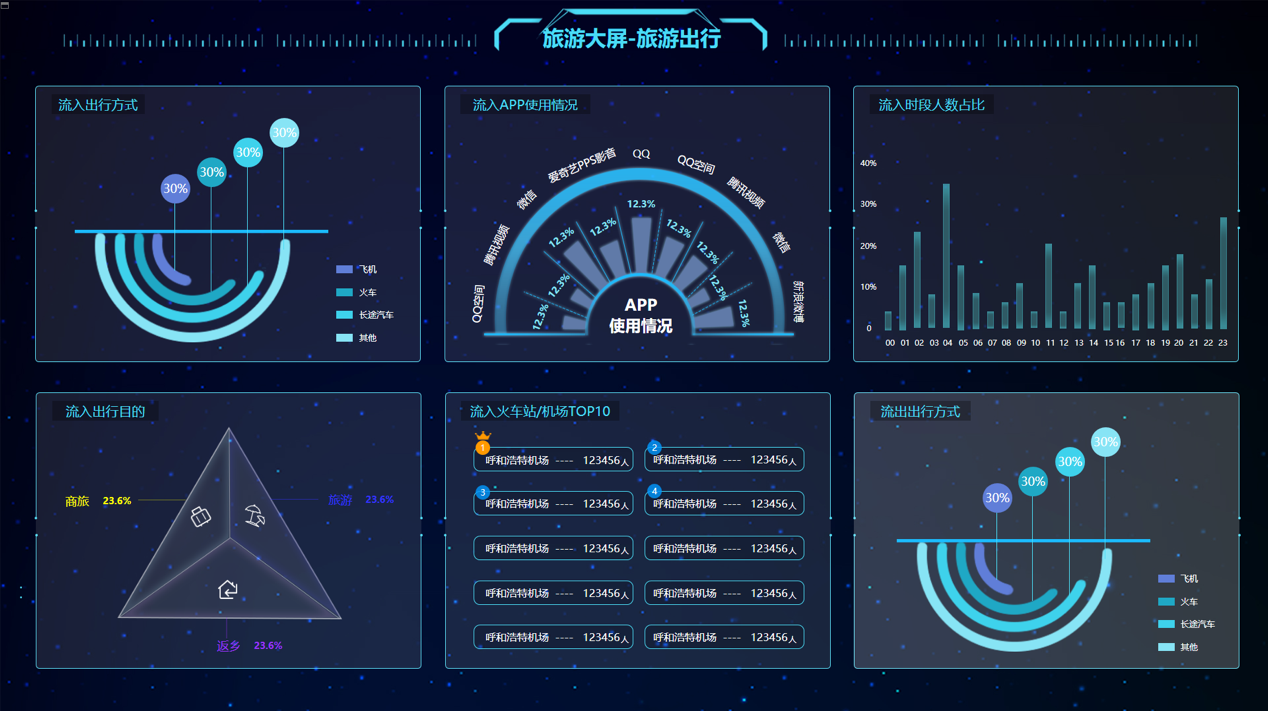 旅游大屏-旅游出行
流入出行方式
30%
30%
30%
30%
飞机
火车
长途汽车
其他
流入APP使用情况
QQ空间
腾讯视频
微信
爱奇艺PPS影音
QQ
QQ空间
腾讯视频
微信
新浪微博
12.3%
12.3%
12.3%
12.3%
12.3%
12.3%
12.3%
12.3%
12.3%
APP
使用情况
流入时段人数占比
40%
30%
20%
10%
0
00 01 02 03 04 05 06 07 08 09 10 11 12 13 14 15 16 17 18 19 20 21 22 23
流入出行目的
商旅 23.6%
旅游 23.6%
返乡 23.6%
流入火车站/机场TOP10
1 呼和浩特机场 ---- 123456人
2 呼和浩特机场 ---- 123456人
3 呼和浩特机场 ---- 123456人
4 呼和浩特机场 ---- 123456人
呼和浩特机场 ---- 123456人
呼和浩特机场 ---- 123456人
呼和浩特机场 ---- 123456人
呼和浩特机场 ---- 123456人
呼和浩特机场 ---- 123456人
呼和浩特机场 ---- 123456人
流出出行方式
30%
30%
30%
30%
飞机
火车
长途汽车
其他